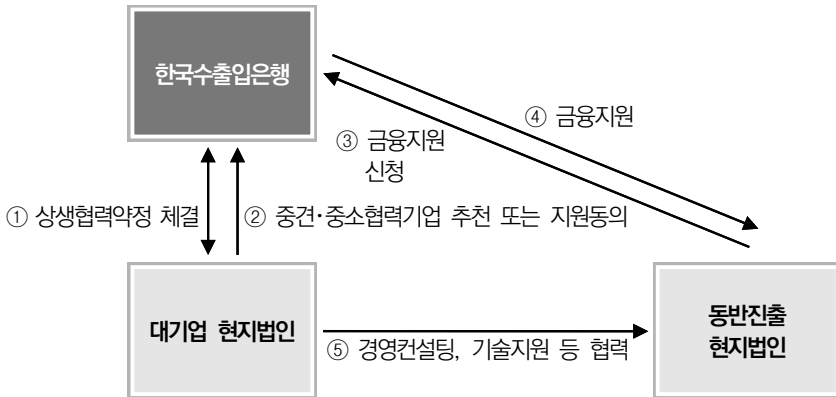 한국수출입은행
④ 금융지원
③ 금융지원
신청
① 상생협력약정 체결
② 중견·중소협력기업 추천 또는 지원동의
대기업 현지법인
⑤ 경영컨설팅, 기술지원 등 협력
동반진출
현지법인